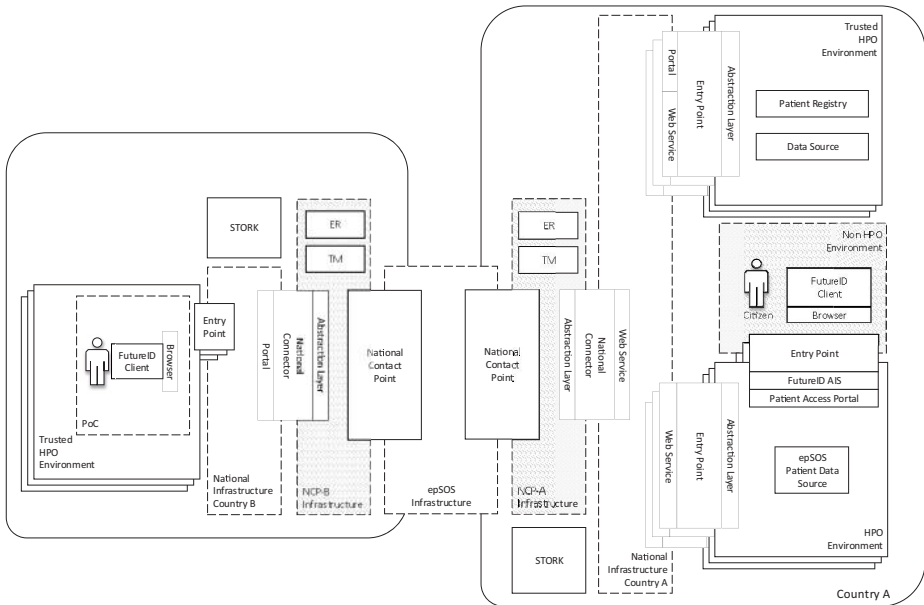 STORK
ER
TM
Entry
Point
FutureID
Client
Browser
PoC
Trusted
HPO
Environment
National
Infrastructure
Country B
Portal
National
Connector
Abstraction Layer
NCP-B
Infrastructure
National
Contact
Point
epSOS
Infrastructure
National
Contact
Point
ER
TM
Abstraction Layer
National
Connector
Web Service
NCP-A
Infrastructure
STORK
National
Infrastructure
Country A
Portal
Web Service
Entry Point
Abstraction Layer
Trusted
HPO
Environment
Patient Registry
Data Source
Non HPO
Environment
Citizen
FutureID
Client
Browser
Entry Point
FutureID AIS
Patient Access Portal
Web Service
Entry Point
Abstraction Layer
epSOS
Patient Data
Source
HPO
Environment
Country A